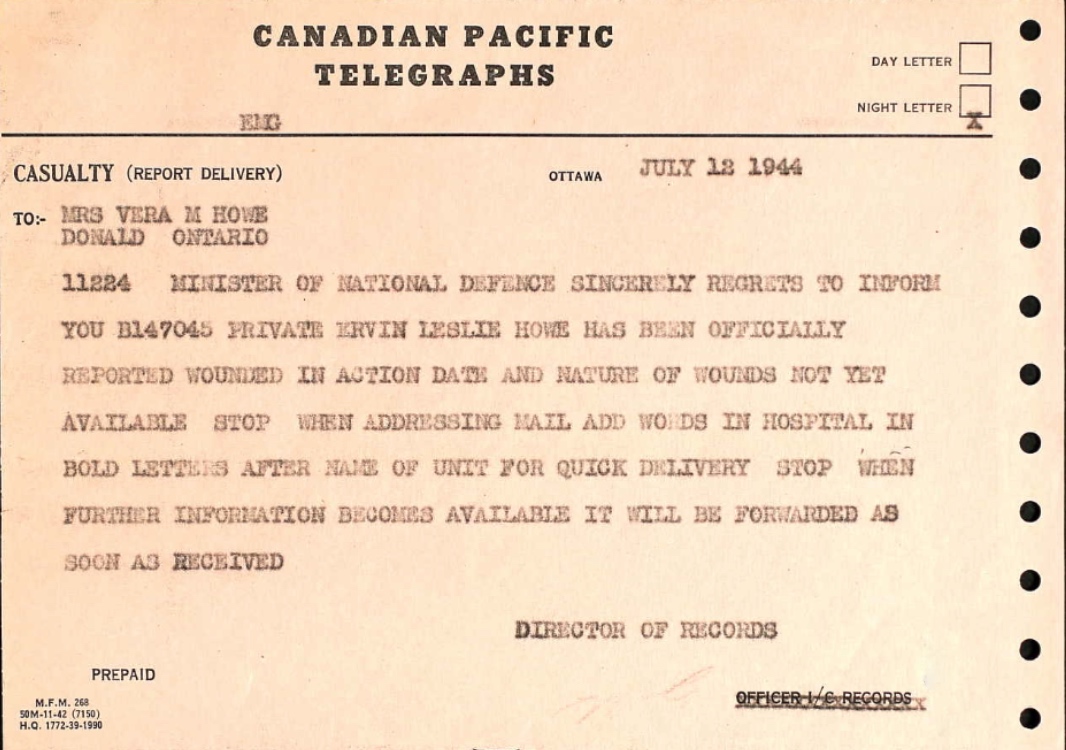 CANADIAN PACIFIC
TELEGRAPHS
DAY LETTER
NIGHT LETTER X
EMG
CASUALTY (REPORT DELIVERY) OTTAWA JULY 12 1944
TO:- MRS VERA M HOWE
DONALD ONTARIO
11224 MINISTER OF NATIONAL DEFENCE SINCERELY REGRETS TO INFORM
YOU B147045 PRIVATE ERVIN LESLIE HOWE HAS BEEN OFFICIALLY
REPORTED WOUNDED IN ACTION DATE AND NATURE OF WOUNDS NOT YET
AVAILABLE STOP WHEN ADDRESSING MAIL ADD WORDS IN HOSPITAL IN
BOLD LETTERS AFTER NAME OF UNIT FOR QUICK DELIVERY STOP WHEN
FURTHER INFORMATION BECOMES AVAILABLE IT WILL BE FORWARDED AS
SOON AS RECEIVED
DIRECTOR OF RECORDS
PREPAID
OFFICER I/C RECORDS
M.F.M. 268
50M-11-42 (7150)
H.Q. 1772-39-1990